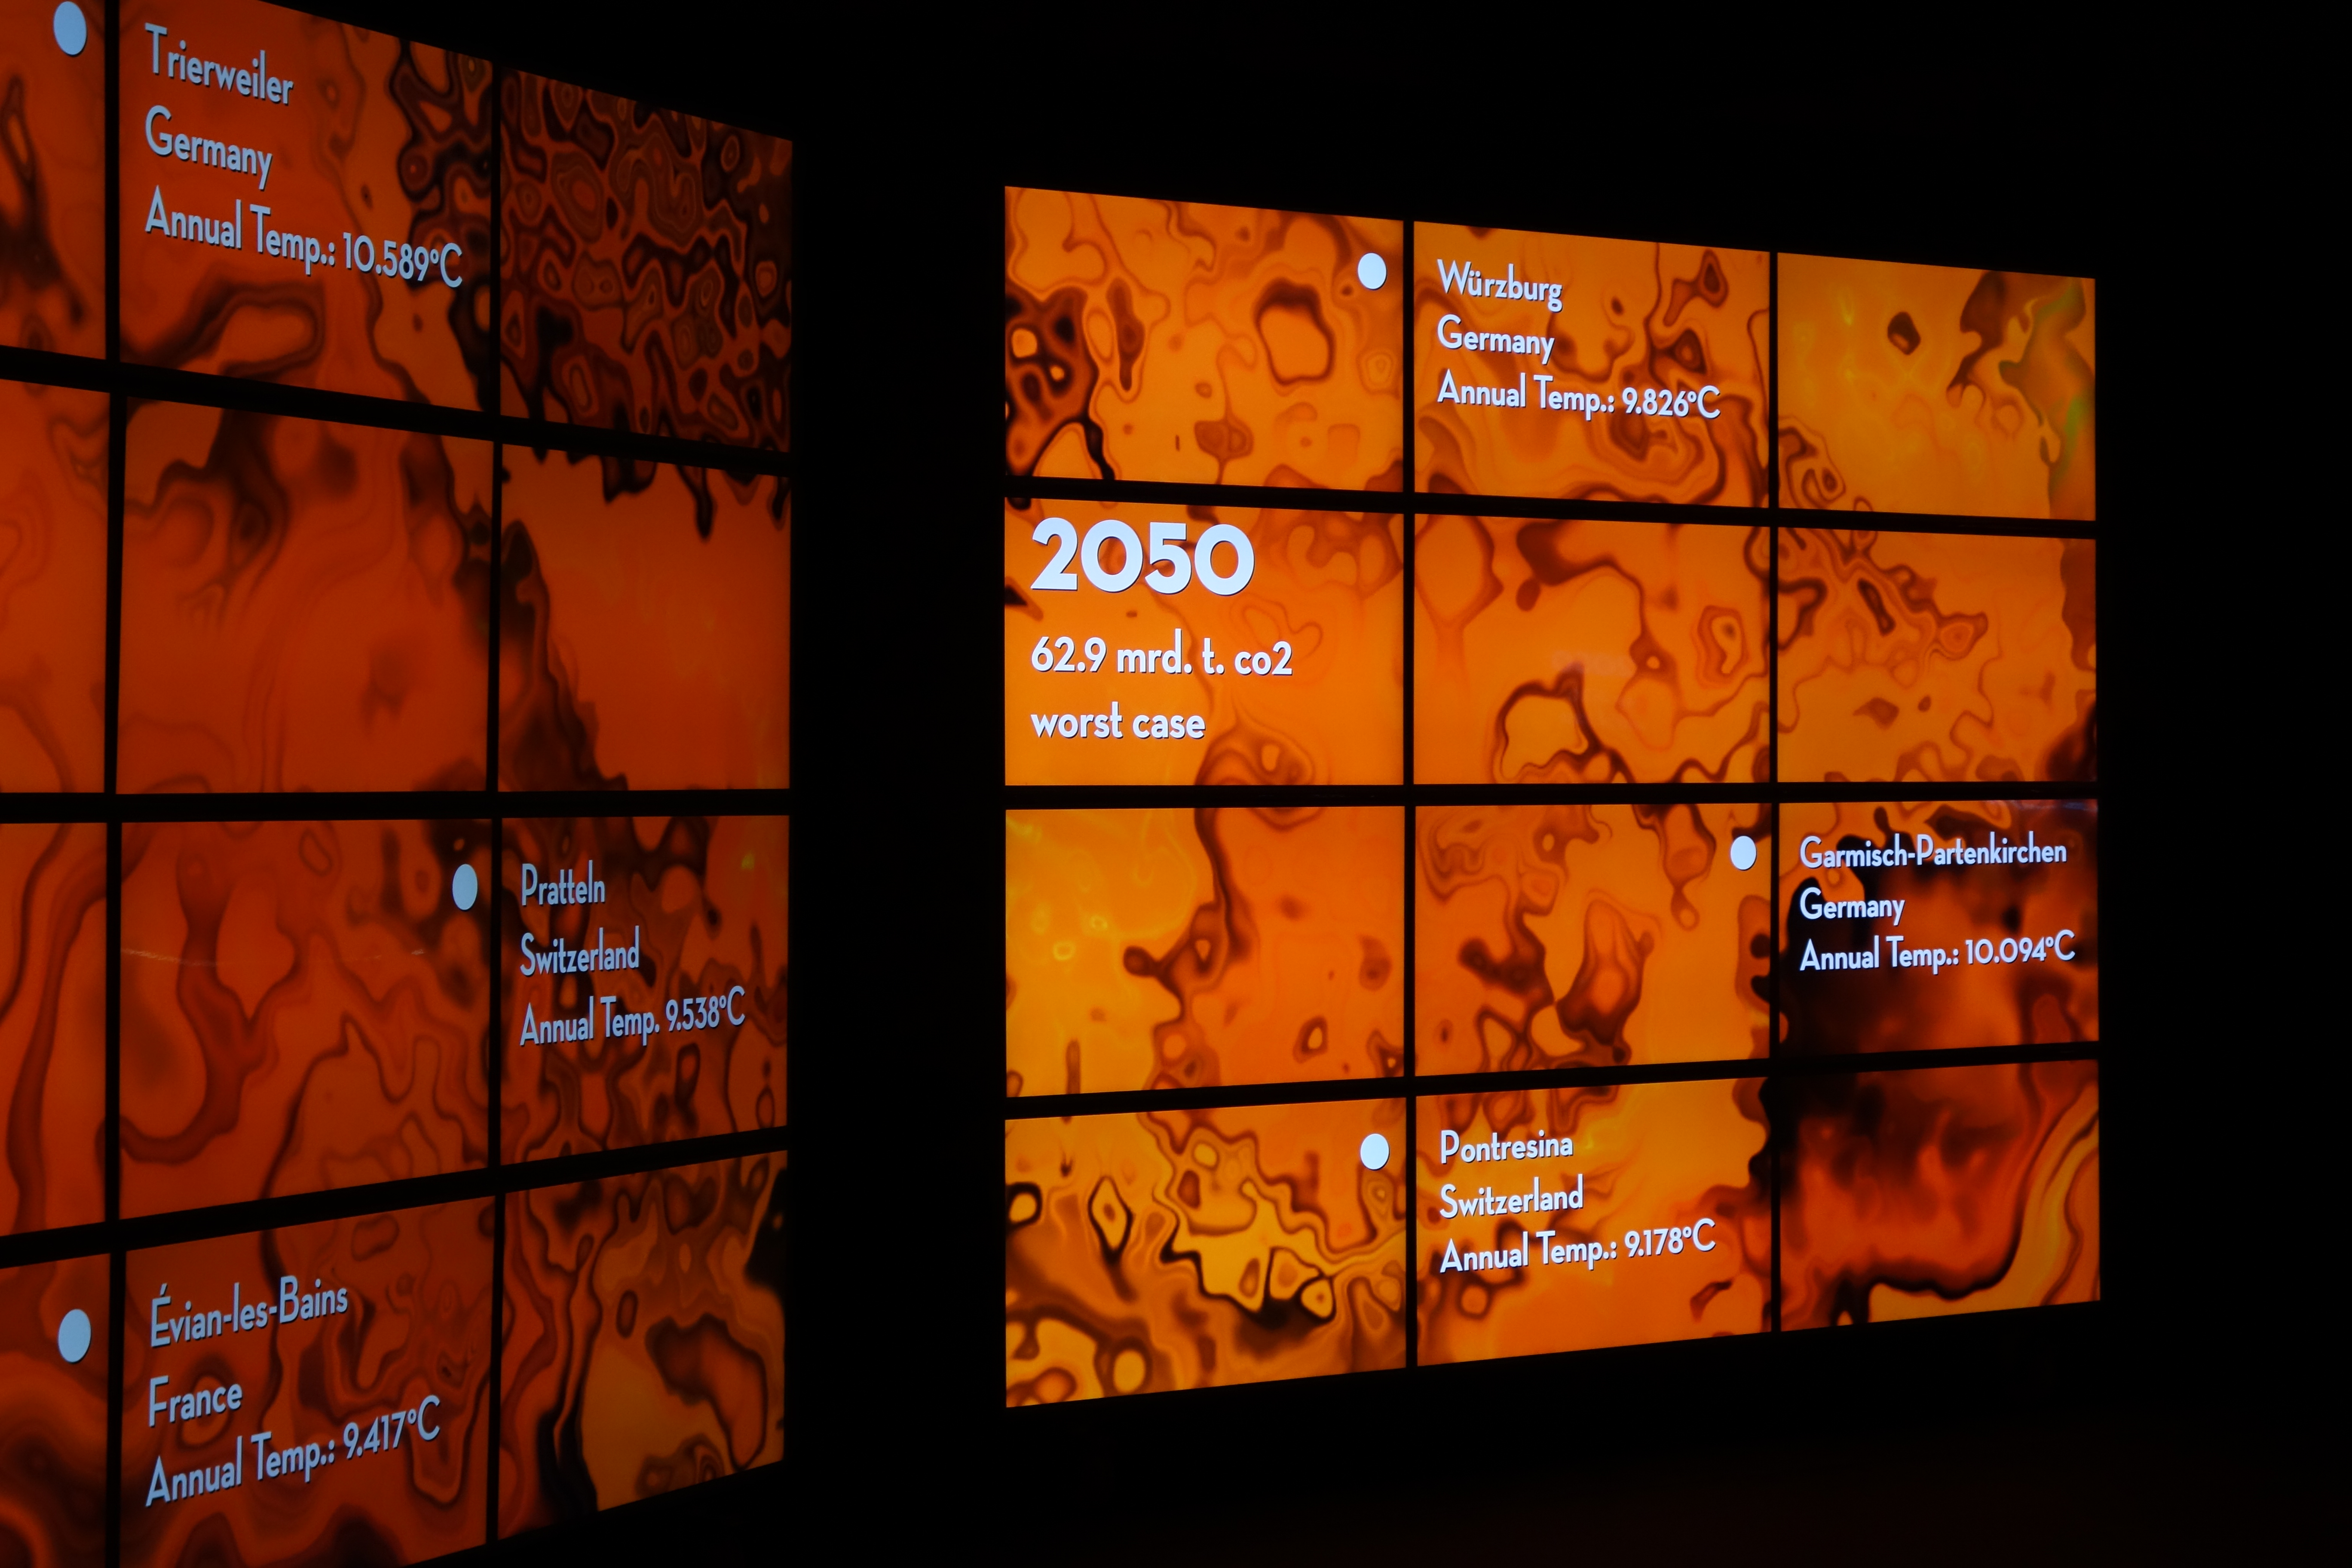 Trierweiler
Germany
Annual Temp.: 10.589°C
Pratteln
Switzerland
Annual Temp. 9.538°C
Évian-les-Bains
France
Annual Temp.: 9.417°C
Würzburg
Germany
Annual Temp.: 9.826°C
2050
62.9 mrd. t. co2
worst case
Garmisch-Partenkirchen
Germany
Annual Temp.: 10.094°C
Pontresina
Switzerland
Annual Temp.: 9.178°C